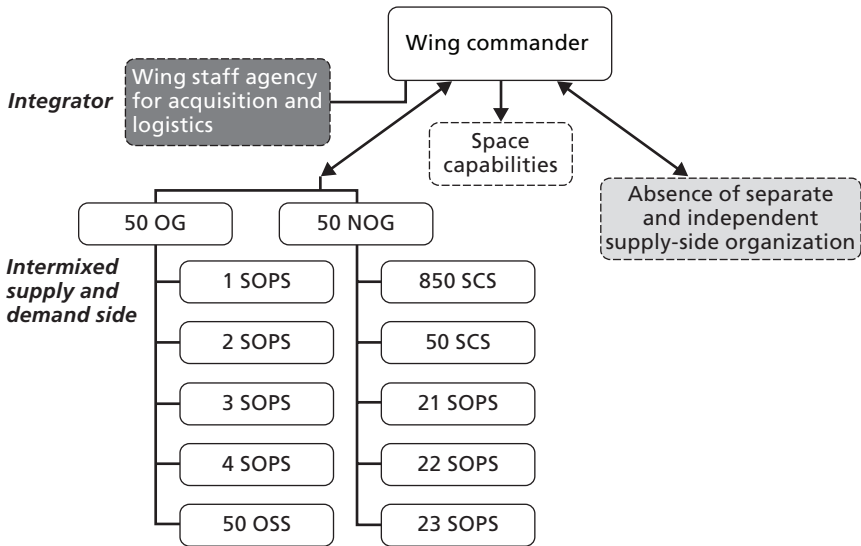 Wing commander
Integrator
Wing staff agency
for acquisition and
logistics
Space
capabilities
Absence of separate
and independent
supply-side organization
50 OG
50 NOG
Intermixed
supply and
demand side
1 SOPS
850 SCS
2 SOPS
50 SCS
3 SOPS
21 SOPS
4 SOPS
22 SOPS
50 OSS
23 SOPS